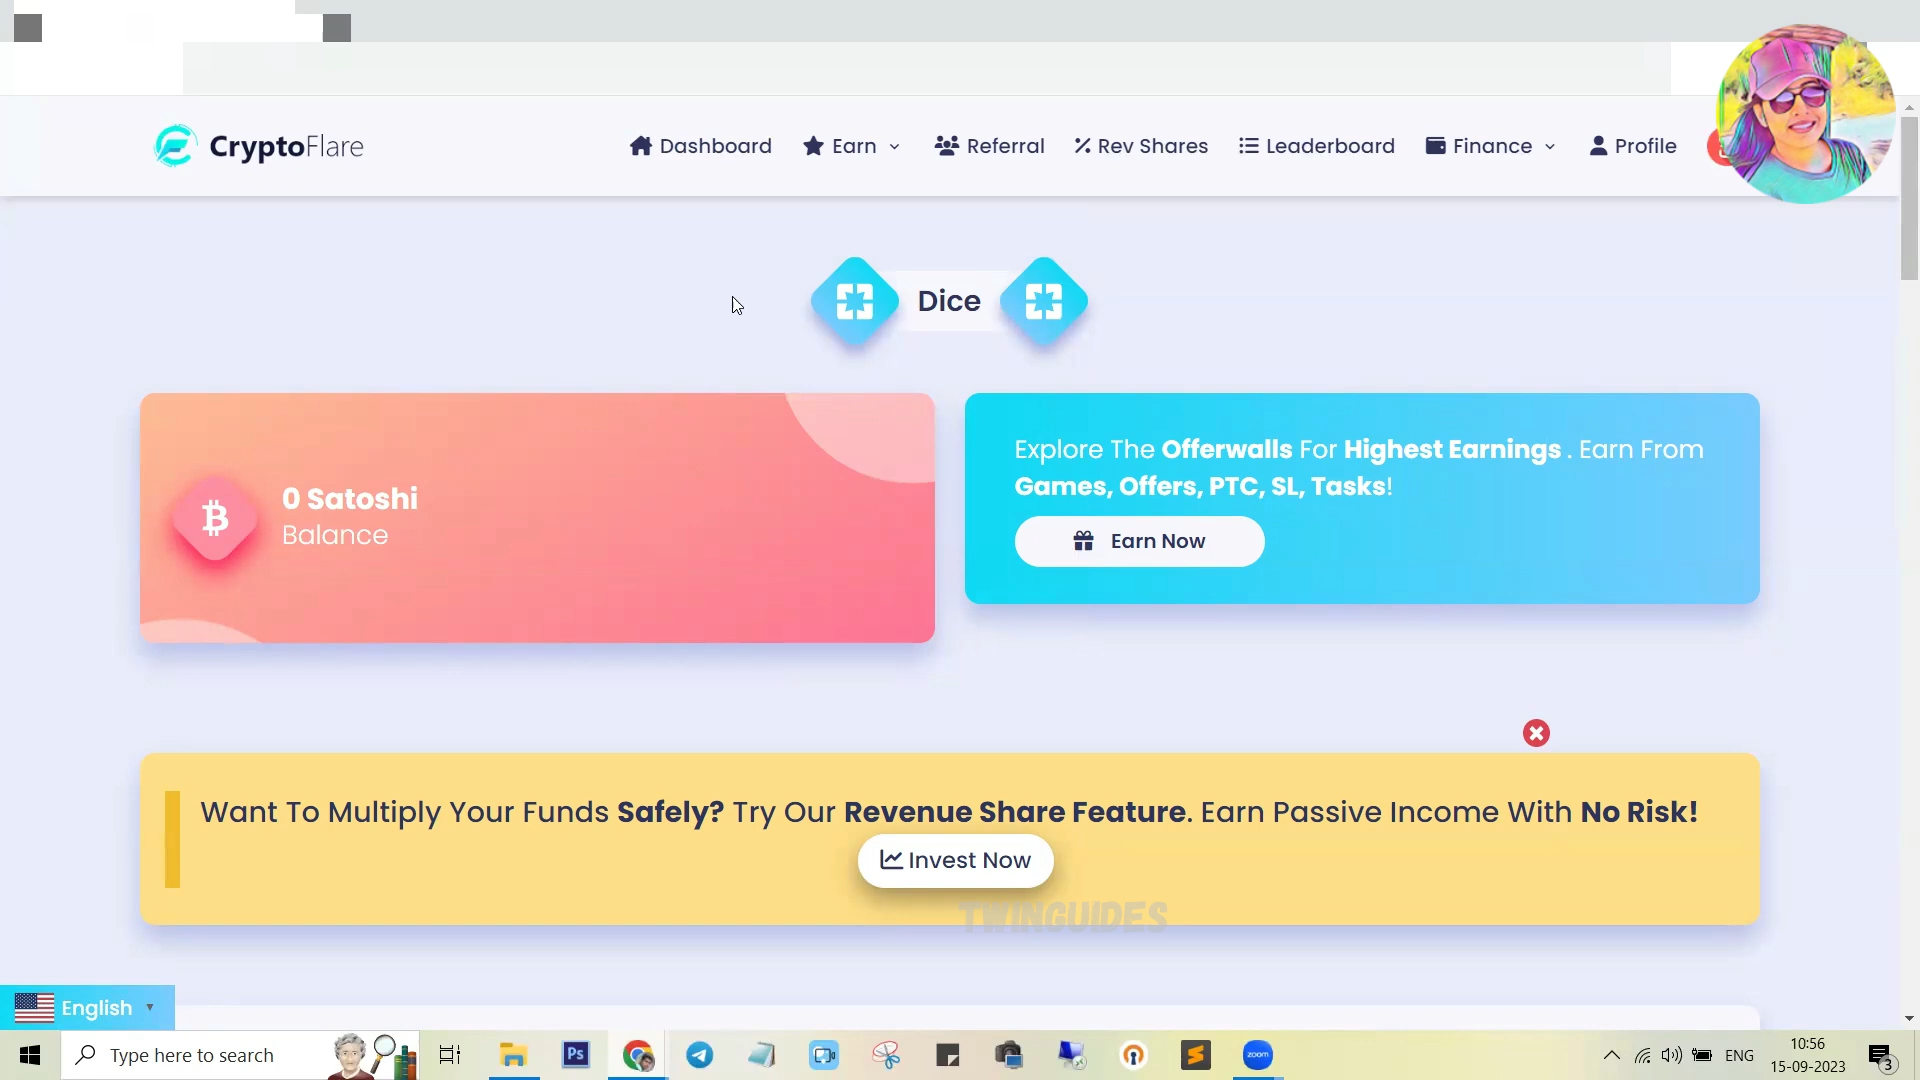 CryptoFlare
Dashboard Earn Referral Rev Shares Leaderboard Finance Profile
Dice
0 Satoshi
Balance
Explore The Offerwalls For Highest Earnings . Earn From
Games, Offers, PTC, SL, Tasks!
Earn Now
Want To Multiply Your Funds Safely? Try Our Revenue Share Feature. Earn Passive Income With No Risk!
Invest Now
TWINGUIDES
English
Type here to search
Ps
zoom
ENG
10:56
15-09-2023
3